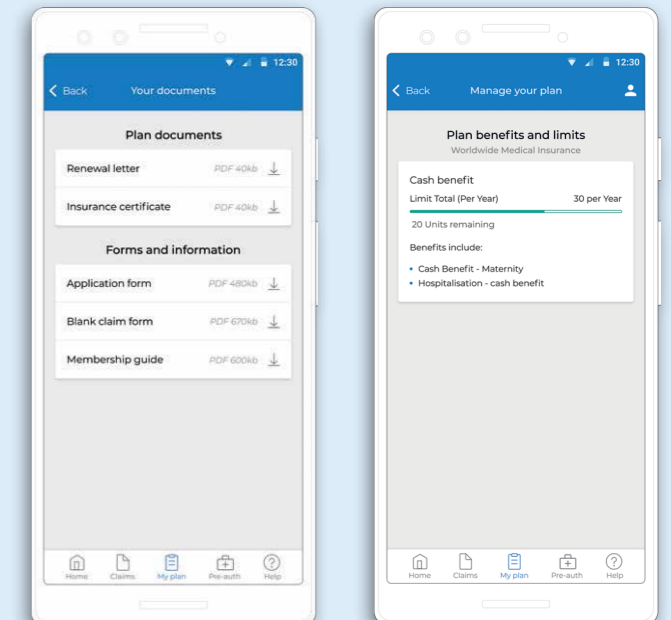 12:30
Back Your documents
Plan documents
Renewal letter PDF 40kb
Insurance certificate PDF 40kb
Forms and information
Application form PDF 480kb
Blank claim form PDF 670kb
Membership guide PDF 600kb
Home Claims My plan Pre-auth Help
12:30
Back Manage your plan
Plan benefits and limits
Worldwide Medical Insurance
Cash benefit
Limit Total (Per Year) 30 per Year
20 Units remaining
Benefits include:
• Cash Benefit - Maternity
• Hospitalisation - cash benefit
Home Claims My plan Pre-auth Help